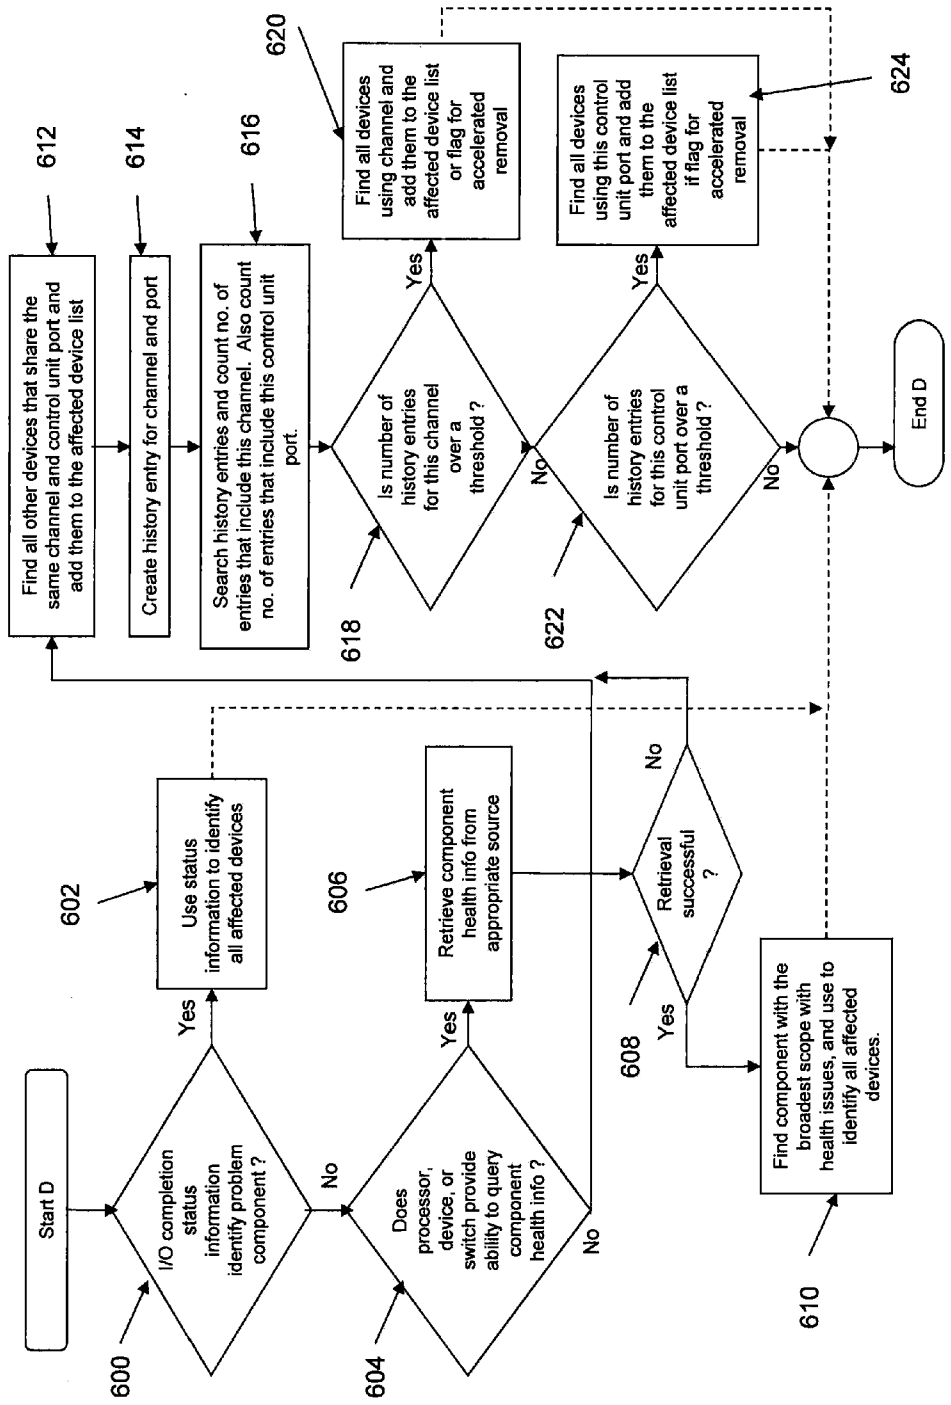 Start D
600
I/O completion
status
information
identify problem
component ?
Yes
602
Use status
information to identify
all affected devices
No
604
Does
processor,
device, or
switch provide
ability to query
component
health info ?
Yes
606
Retrieve component
health info from
appropriate source
No
608
Retrieval
successful
?
No
Yes
610
Find component with the
broadest scope with
health issues, and use to
identify all affected
devices.
612
Find all other devices that share the
same channel and control unit port and
add them to the affected device list
614
Create history entry for channel and port
616
Search history entries and count no. of
entries that include this channel. Also count
no. of entries that include this control unit
port.
618
Is number of
history entries
for this channel
over a
threshold ?
Yes
620
Find all devices
using channel and
add them to the
affected device list
or flag for
accelerated
removal
No
622
Is number of
history entries
for this control
unit port over a
threshold ?
Yes
624
Find all devices
using this control
unit port and add
them to the
affected device list
if flag for
accelerated
removal
No
End D